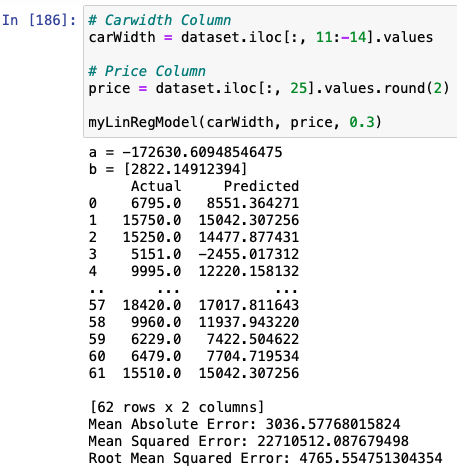 In [186]: # Carwidth Column
carWidth = dataset.iloc[:, 11:-14].values
# Price Column
price = dataset.iloc[:, 25].values.round(2)
myLinRegModel(carWidth, price, 0.3)
a = -172630.60948546475
b = [2822.14912394]
Actual Predicted
0 6795.0 8551.364271
1 15750.0 15042.307256
2 15250.0 14477.877431
3 5151.0 -2455.017312
4 9995.0 12220.158132
.. ... ...
57 18420.0 17017.811643
58 9960.0 11937.943220
59 6229.0 7422.504622
60 6479.0 7704.719534
61 15510.0 15042.307256
[62 rows x 2 columns]
Mean Absolute Error: 3036.57768015824
Mean Squared Error: 22710512.087679498
Root Mean Squared Error: 4765.554751304354